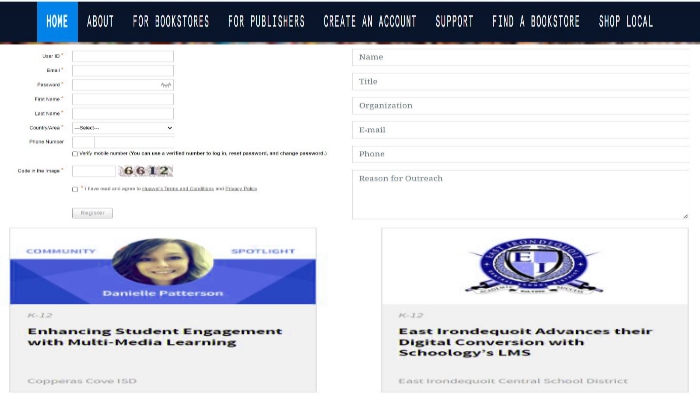 HOME ABOUT FOR BOOKSTORES FOR PUBLISHERS CREATE AN ACCOUNT SUPPORT FIND A BOOKSTORE SHOP LOCAL
User ID *
Email *
Password *
First Name *
Last Name *
Country/Area * ---Select---
Phone Number
Verify mobile number (You can use a verified number to log in, reset password, and change password.)
Code in the image * 6612
* I have read and agree to Huawei's Terms and Conditions and Privacy Policy
Register
Name
Title
Organization
E-mail
Phone
Reason for Outreach
COMMUNITY SPOTLIGHT
Danielle Patterson
K-12
Enhancing Student Engagement
with Multi-Media Learning
Copperas Cove ISD
EAST IRONDEQUOIT
EI
K-12
East Irondequoit Advances their
Digital Conversion with
Schoology's LMS
East Irondequoit Central School District